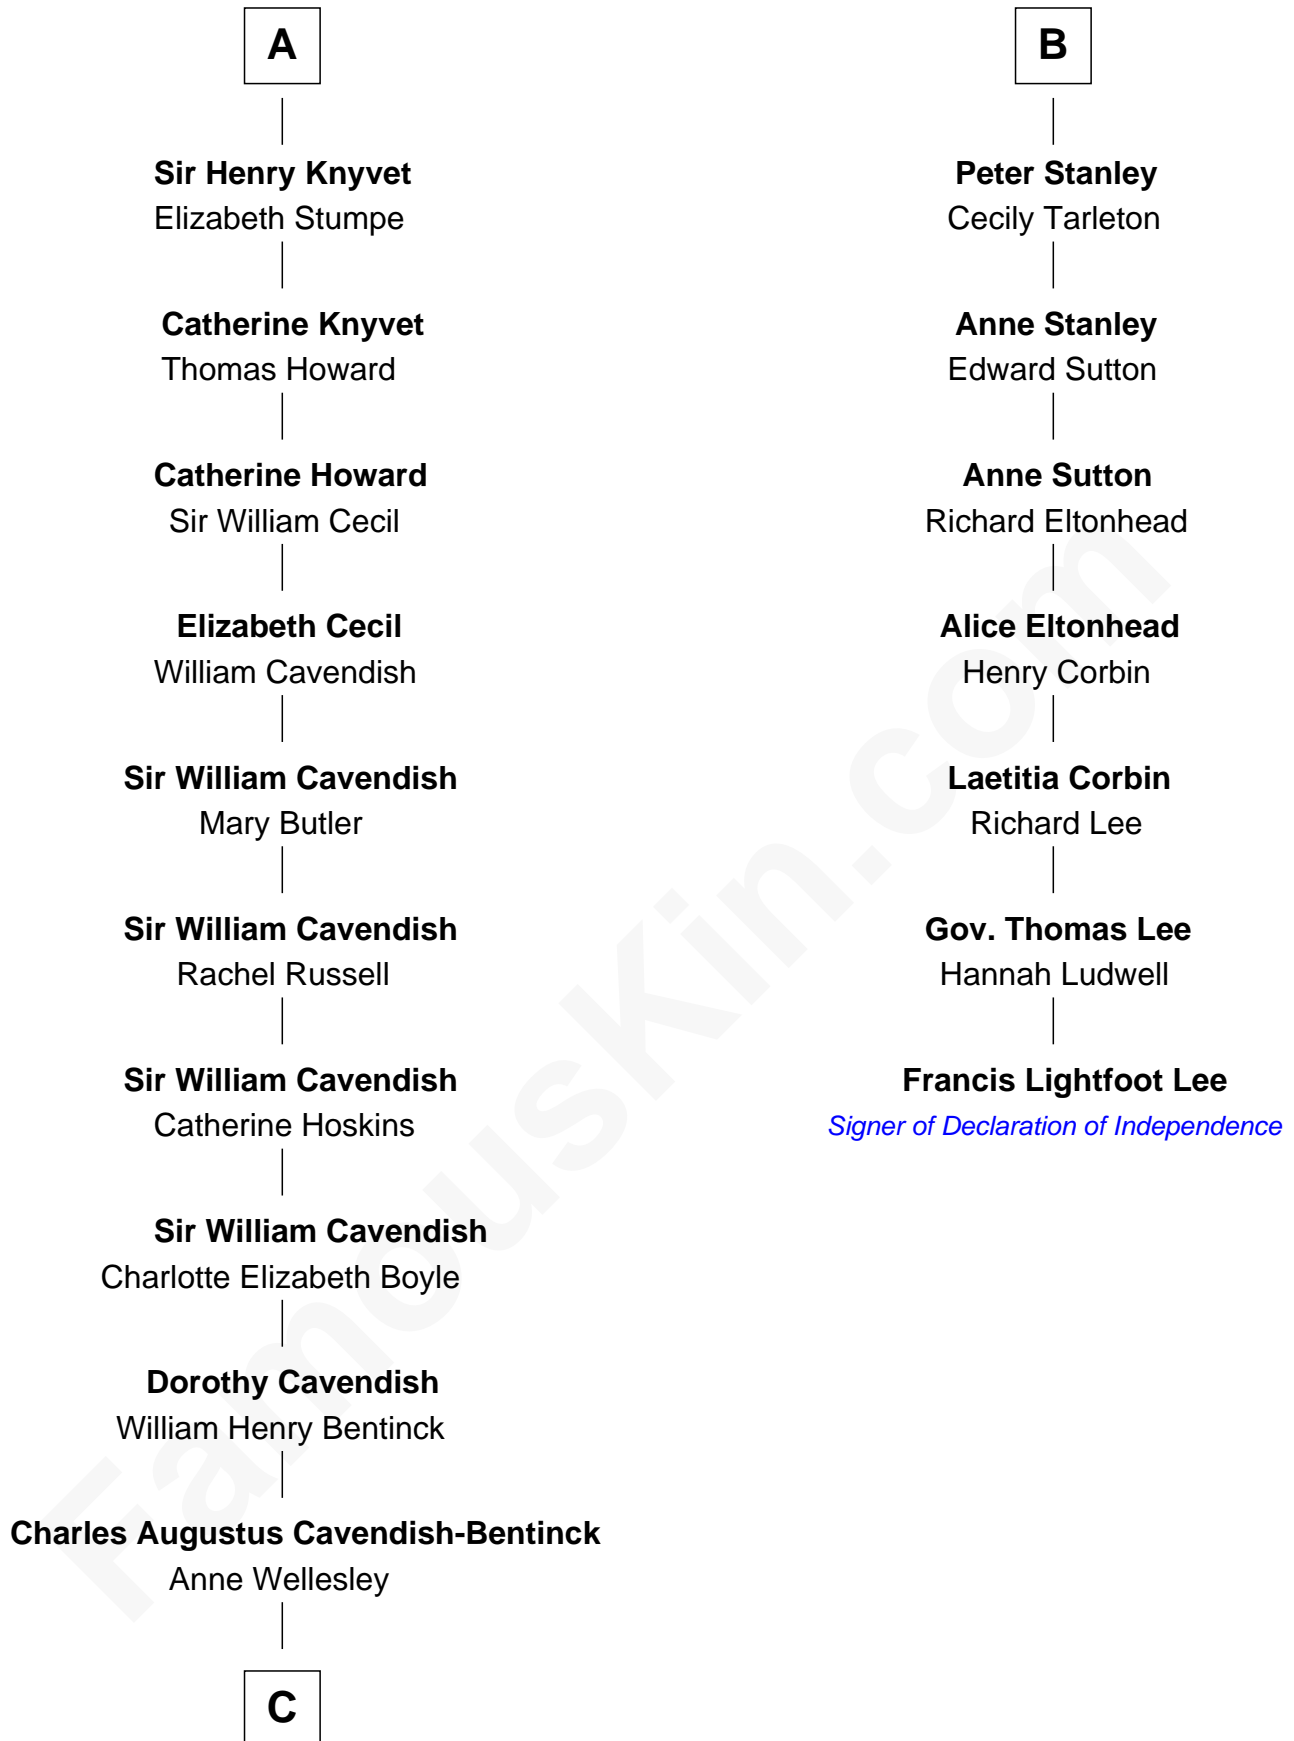 A
Sir Henry Knyvet
Elizabeth Stumpe
Catherine Knyvet
Thomas Howard
Catherine Howard
Sir William Cecil
Elizabeth Cecil
William Cavendish
Sir William Cavendish
Mary Butler
Sir William Cavendish
Rachel Russell
Sir William Cavendish
Catherine Hoskins
Sir William Cavendish
Charlotte Elizabeth Boyle
Dorothy Cavendish
William Henry Bentinck
Charles Augustus Cavendish-Bentinck
Anne Wellesley
C
B
Peter Stanley
Cecily Tarleton
Anne Stanley
Edward Sutton
Anne Sutton
Richard Eltonhead
Alice Eltonhead
Henry Corbin
Laetitia Corbin
Richard Lee
Gov. Thomas Lee
Hannah Ludwell
Francis Lightfoot Lee
Signer of Declaration of Independence
FamousKin.com